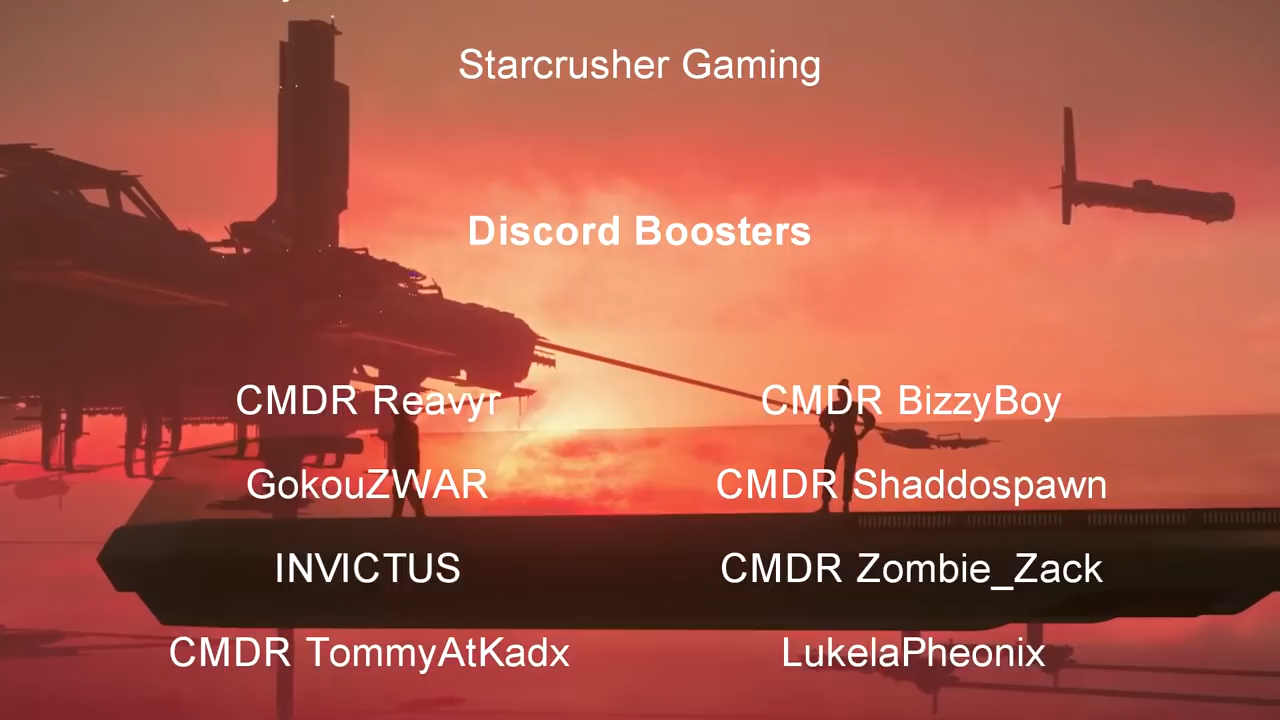 Starcrusher Gaming
Discord Boosters
CMDR Reavyr CMDR BizzyBoy
GokouZWAR CMDR Shaddospawn
INVICTUS CMDR Zombie_Zack
CMDR TommyAtKadx LukelaPheonix